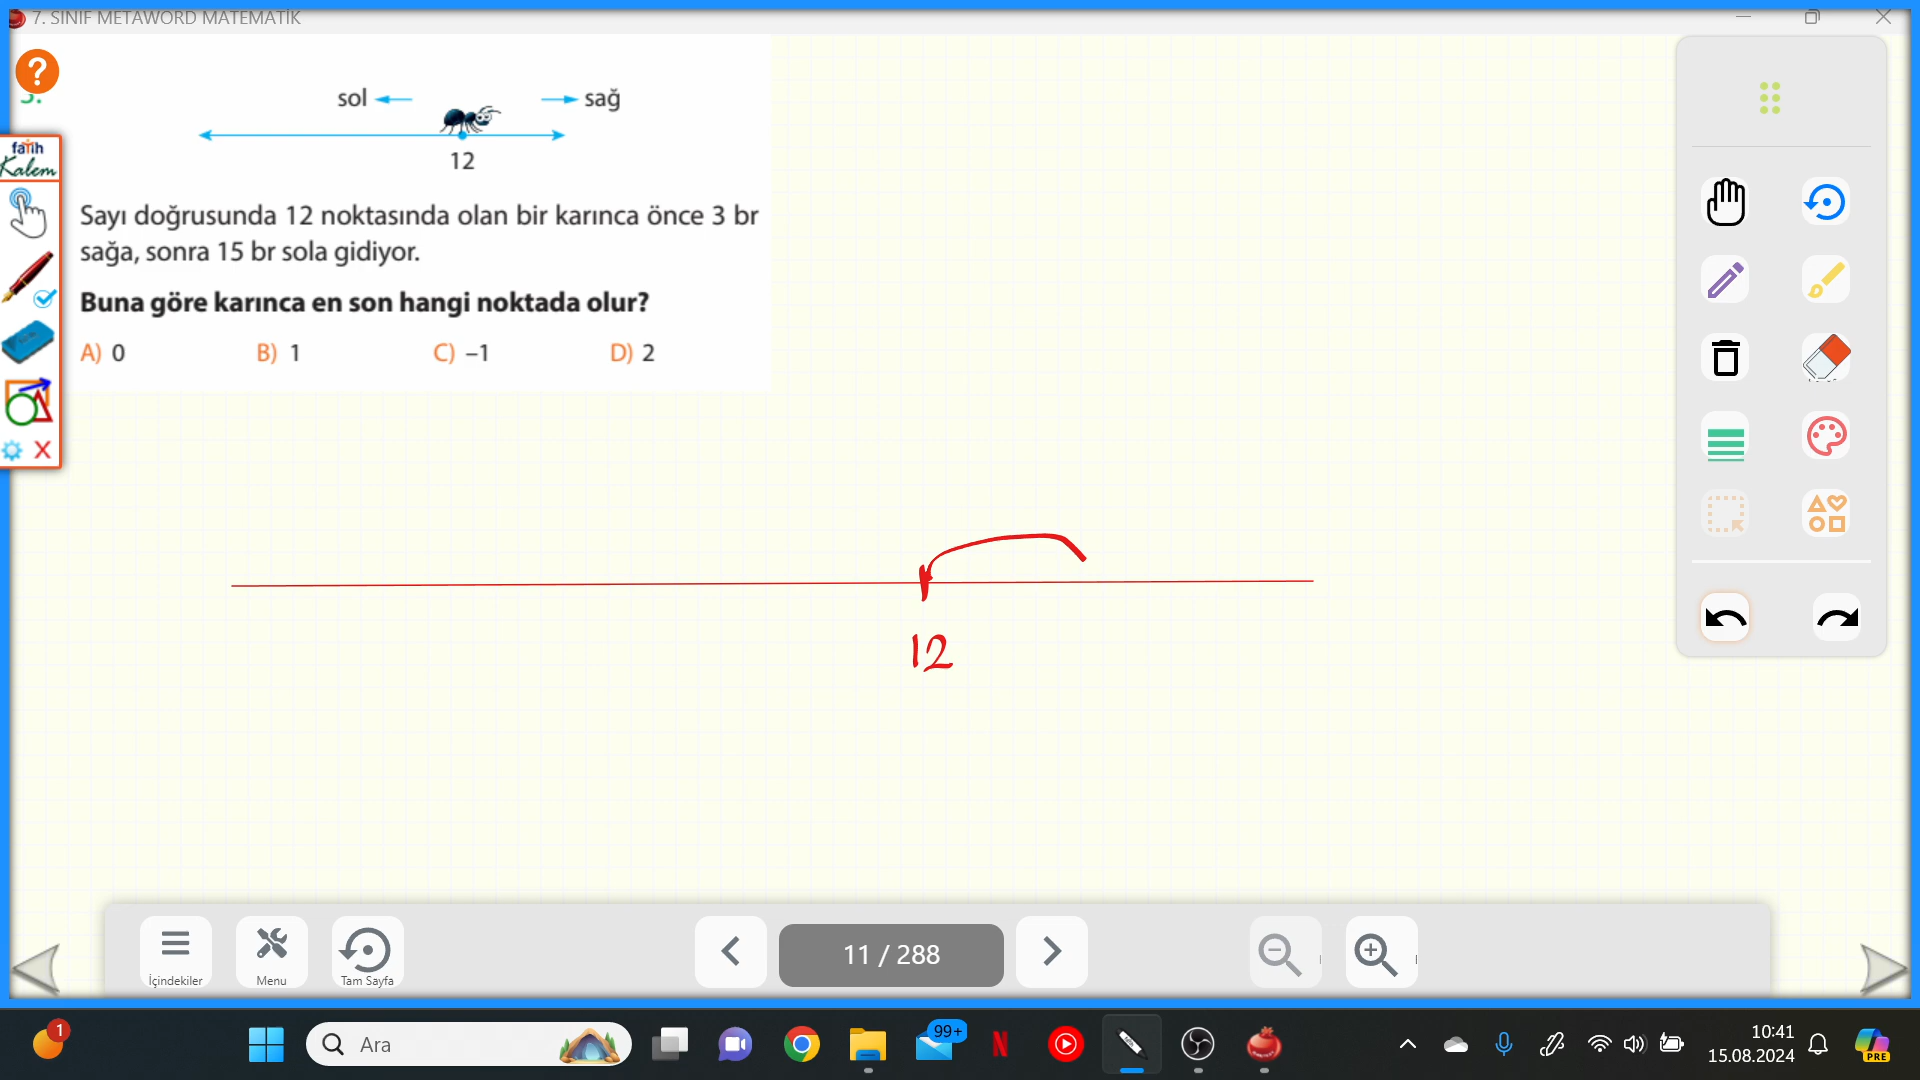 7. SINIF METAWORD MATEMATİK
?
sol
sağ
12
fatih
Kalem
Sayı doğrusunda 12 noktasında olan bir karınca önce 3 br
sağa, sonra 15 br sola gidiyor.
Buna göre karınca en son hangi noktada olur?
A) 0 B) 1 C) –1 D) 2
X
12
İçindekiler
Menu
Tam Sayfa
11 / 288
1
Ara
99+
N
10:41
15.08.2024
PRE